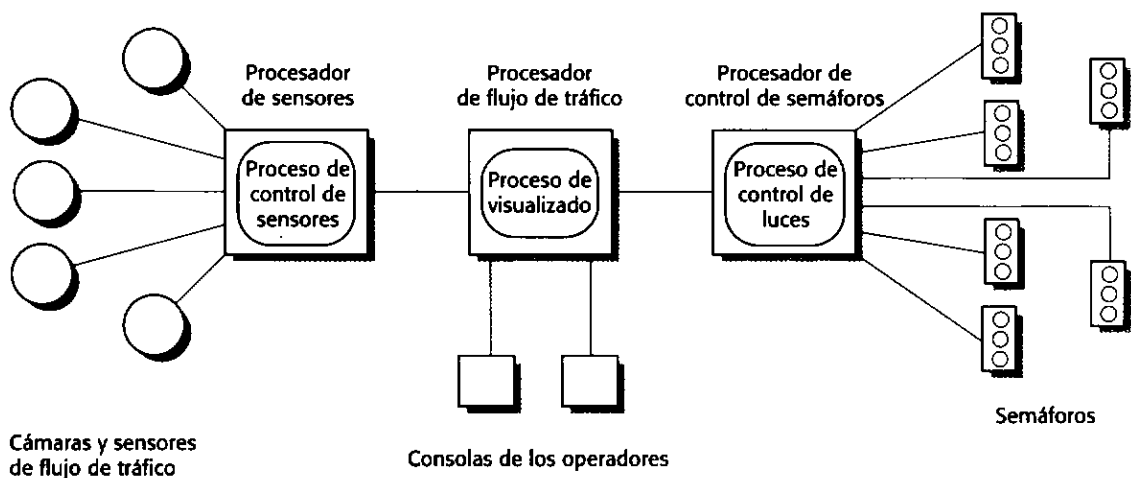 Procesador
de sensores
Procesador
de flujo de tráfico
Procesador de
control de semáforos
Proceso de
control de
sensores
Proceso de
visualizado
Proceso de
control de
luces
Semáforos
Cámaras y sensores
de flujo de tráfico
Consolas de los operadores